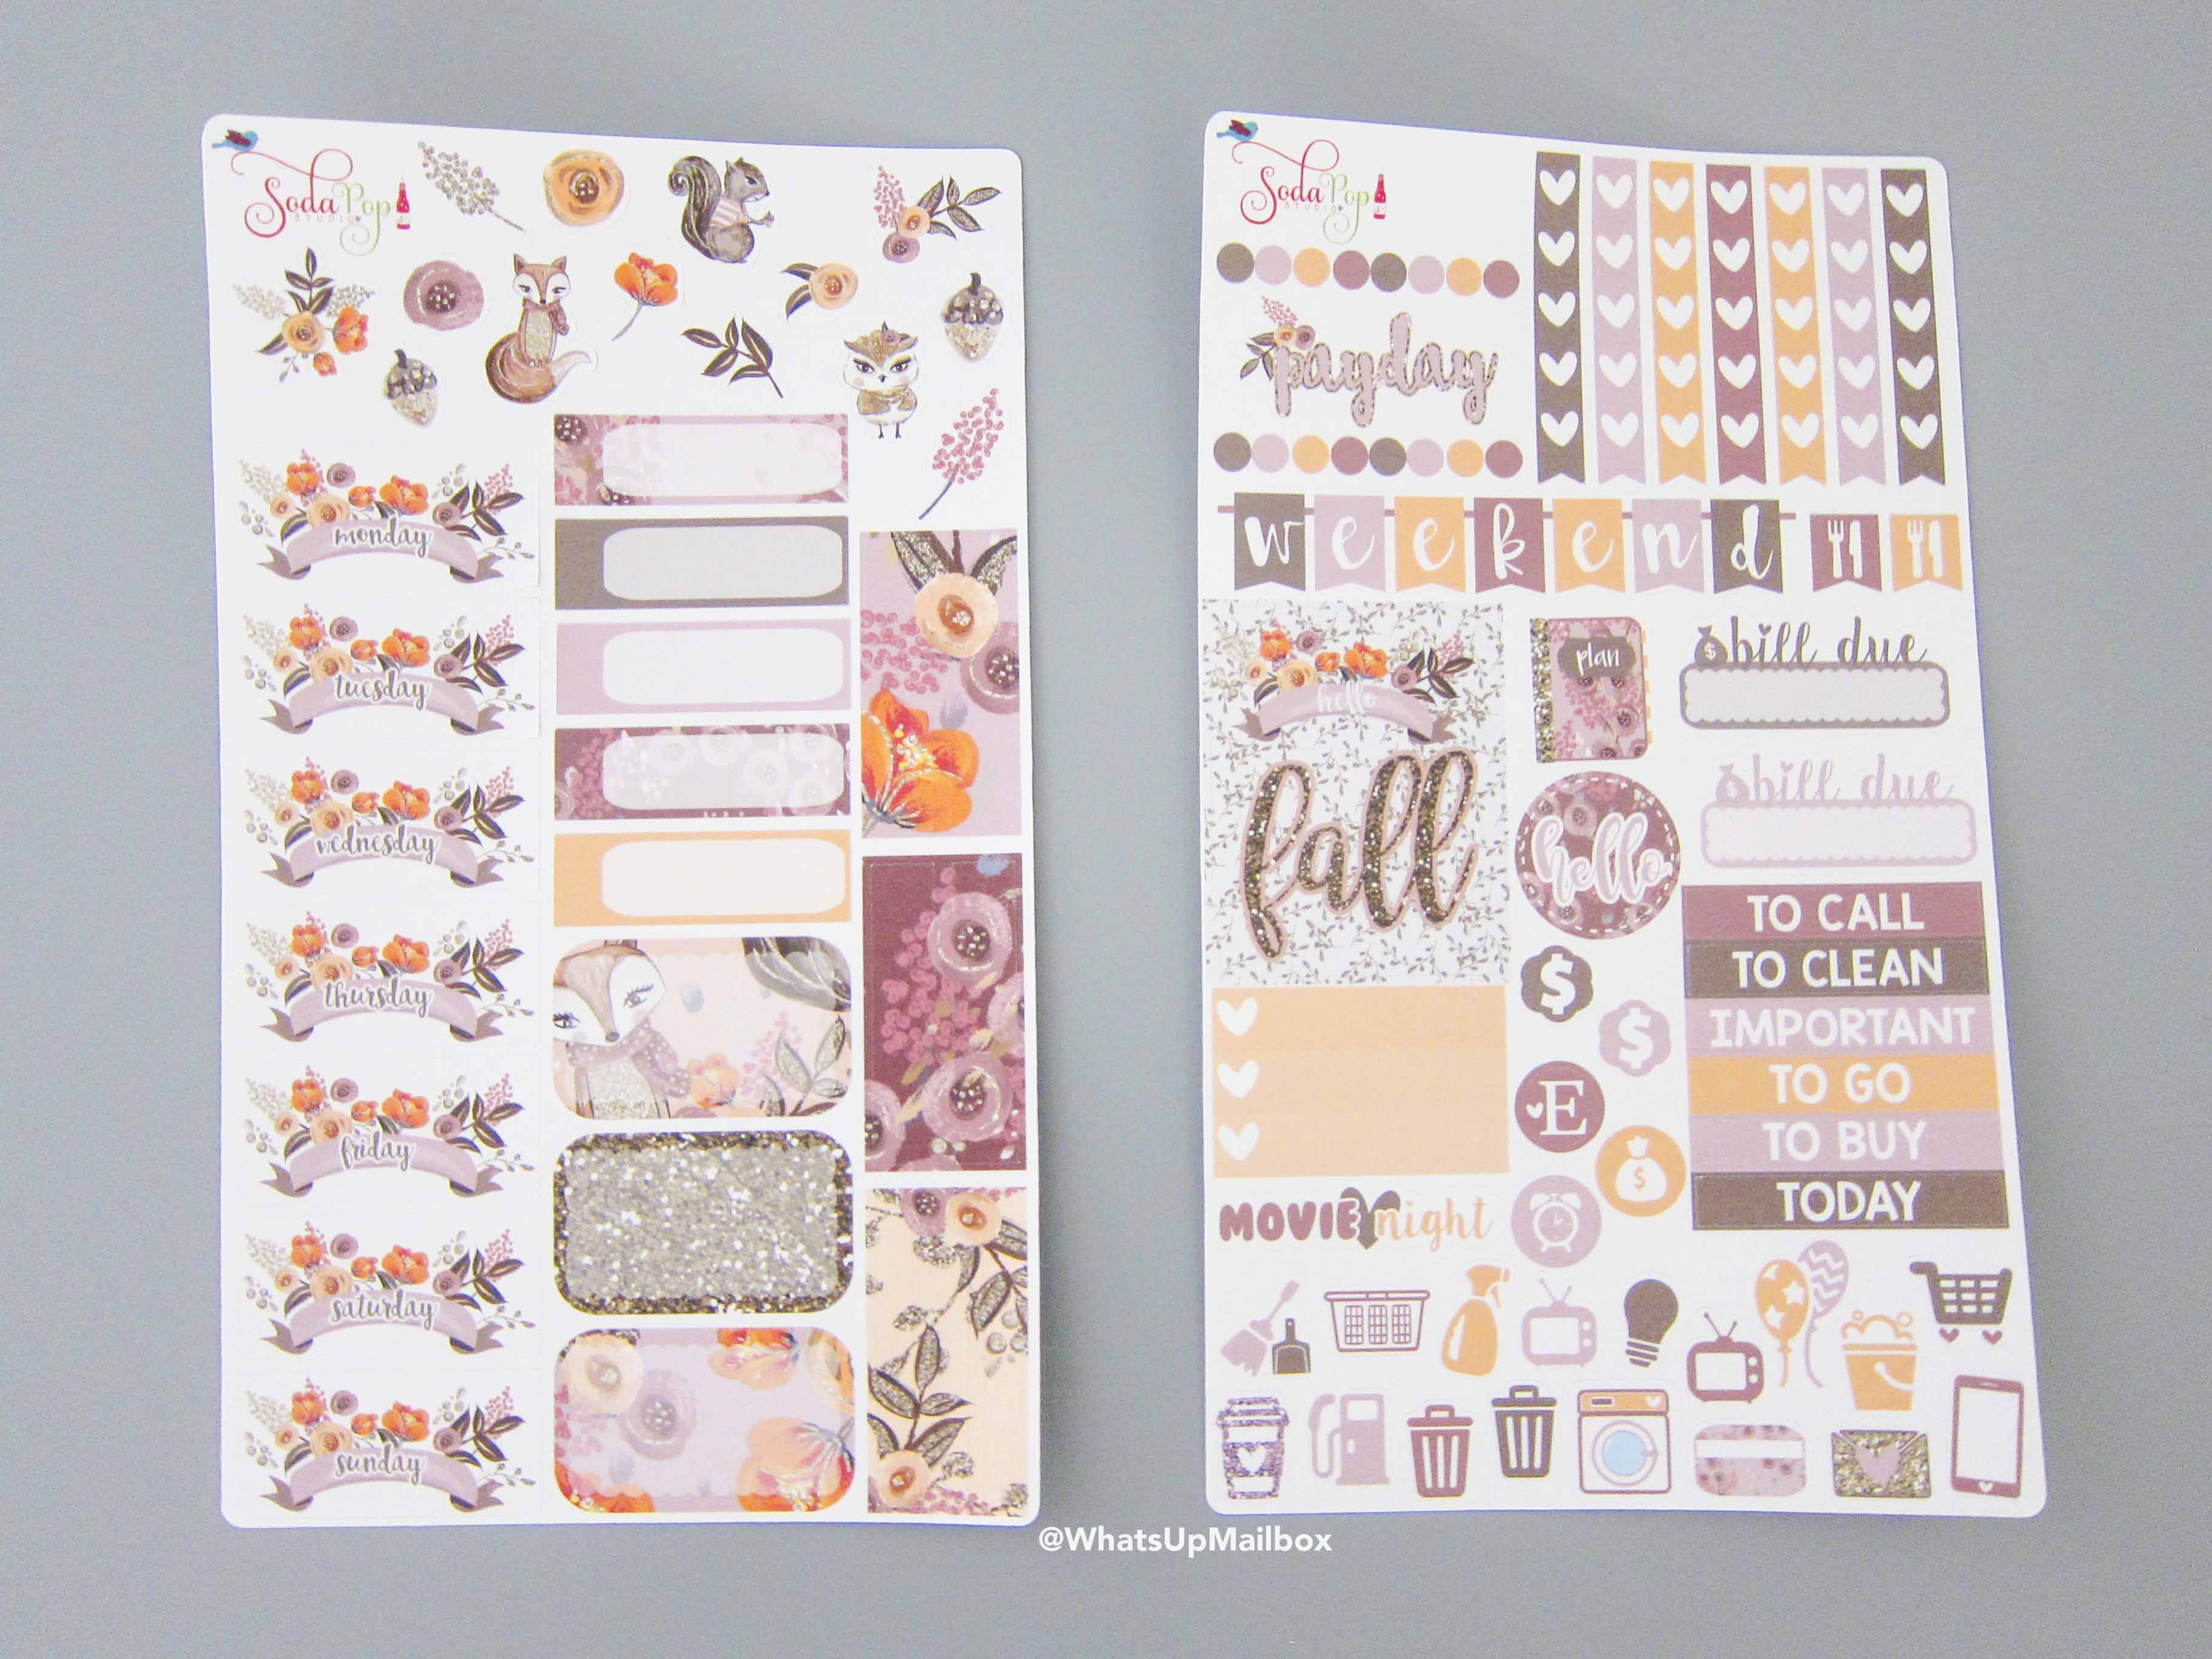 Soda Pop
STUDIO
monday
tuesday
wednesday
thursday
friday
saturday
sunday
Soda Pop
STUDIO
payday
weekend
hello
fall
plan
$ bill due
$ bill due
hello
TO CALL
TO CLEAN
IMPORTANT
TO GO
TO BUY
TODAY
$
$
E
$
MOVIE night
@WhatsUpMailbox